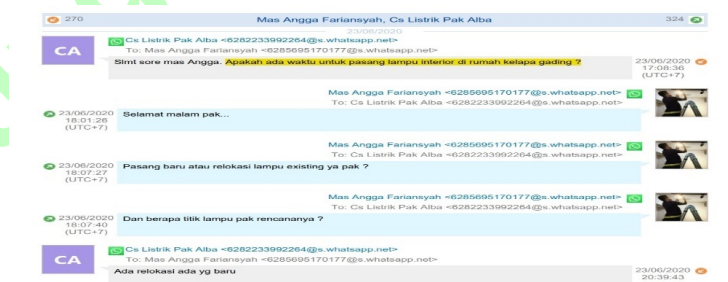 270 Mas Angga Fariansyah, Cs Listrik Pak Alba 324
23/06/2020
CA
Cs Listrik Pak Alba <6282233992264@s.whatsapp.net>
To: Mas Angga Fariansyah <6285695170177@s.whatsapp.net>
Slmt sore mas Angga. Apakah ada waktu untuk pasang lampu interior di rumah kelapa gading ?
23/06/2020
17:08:36
(UTC+7)
Mas Angga Fariansyah <6285695170177@s.whatsapp.net>
To: Cs Listrik Pak Alba <6282233992264@s.whatsapp.net>
23/06/2020
18:01:26
(UTC+7)
Selamat malam pak...
Mas Angga Fariansyah <6285695170177@s.whatsapp.net>
To: Cs Listrik Pak Alba <6282233992264@s.whatsapp.net>
23/06/2020
18:07:27
(UTC+7)
Pasang baru atau relokasi lampu existing ya pak ?
Mas Angga Fariansyah <6285695170177@s.whatsapp.net>
To: Cs Listrik Pak Alba <6282233992264@s.whatsapp.net>
23/06/2020
18:07:40
(UTC+7)
Dan berapa titik lampu pak rencananya ?
CA
Cs Listrik Pak Alba <6282233992264@s.whatsapp.net>
To: Mas Angga Fariansyah <6285695170177@s.whatsapp.net>
Ada relokasi ada yg baru
23/06/2020
20:39:43